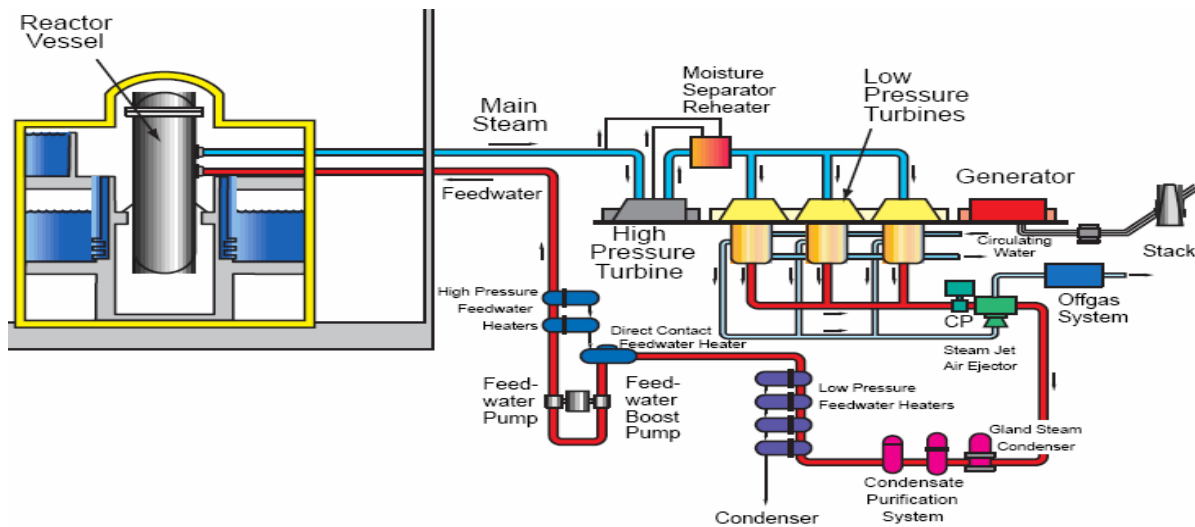 Reactor
Vessel
Main
Steam
Feedwater
Moisture
Separator
Reheater
Low
Pressure
Turbines
Generator
High
Pressure
Turbine
Circulating
Water
Stack
Offgas
System
CP
Steam Jet
Air Ejector
High Pressure
Feedwater
Heaters
Direct Contact
Feedwater Heater
Feed-
water
Pump
Feed-
water
Boost
Pump
Low Pressure
Feedwater Heaters
Gland Steam
Condenser
Condensate
Purification
System
Condenser